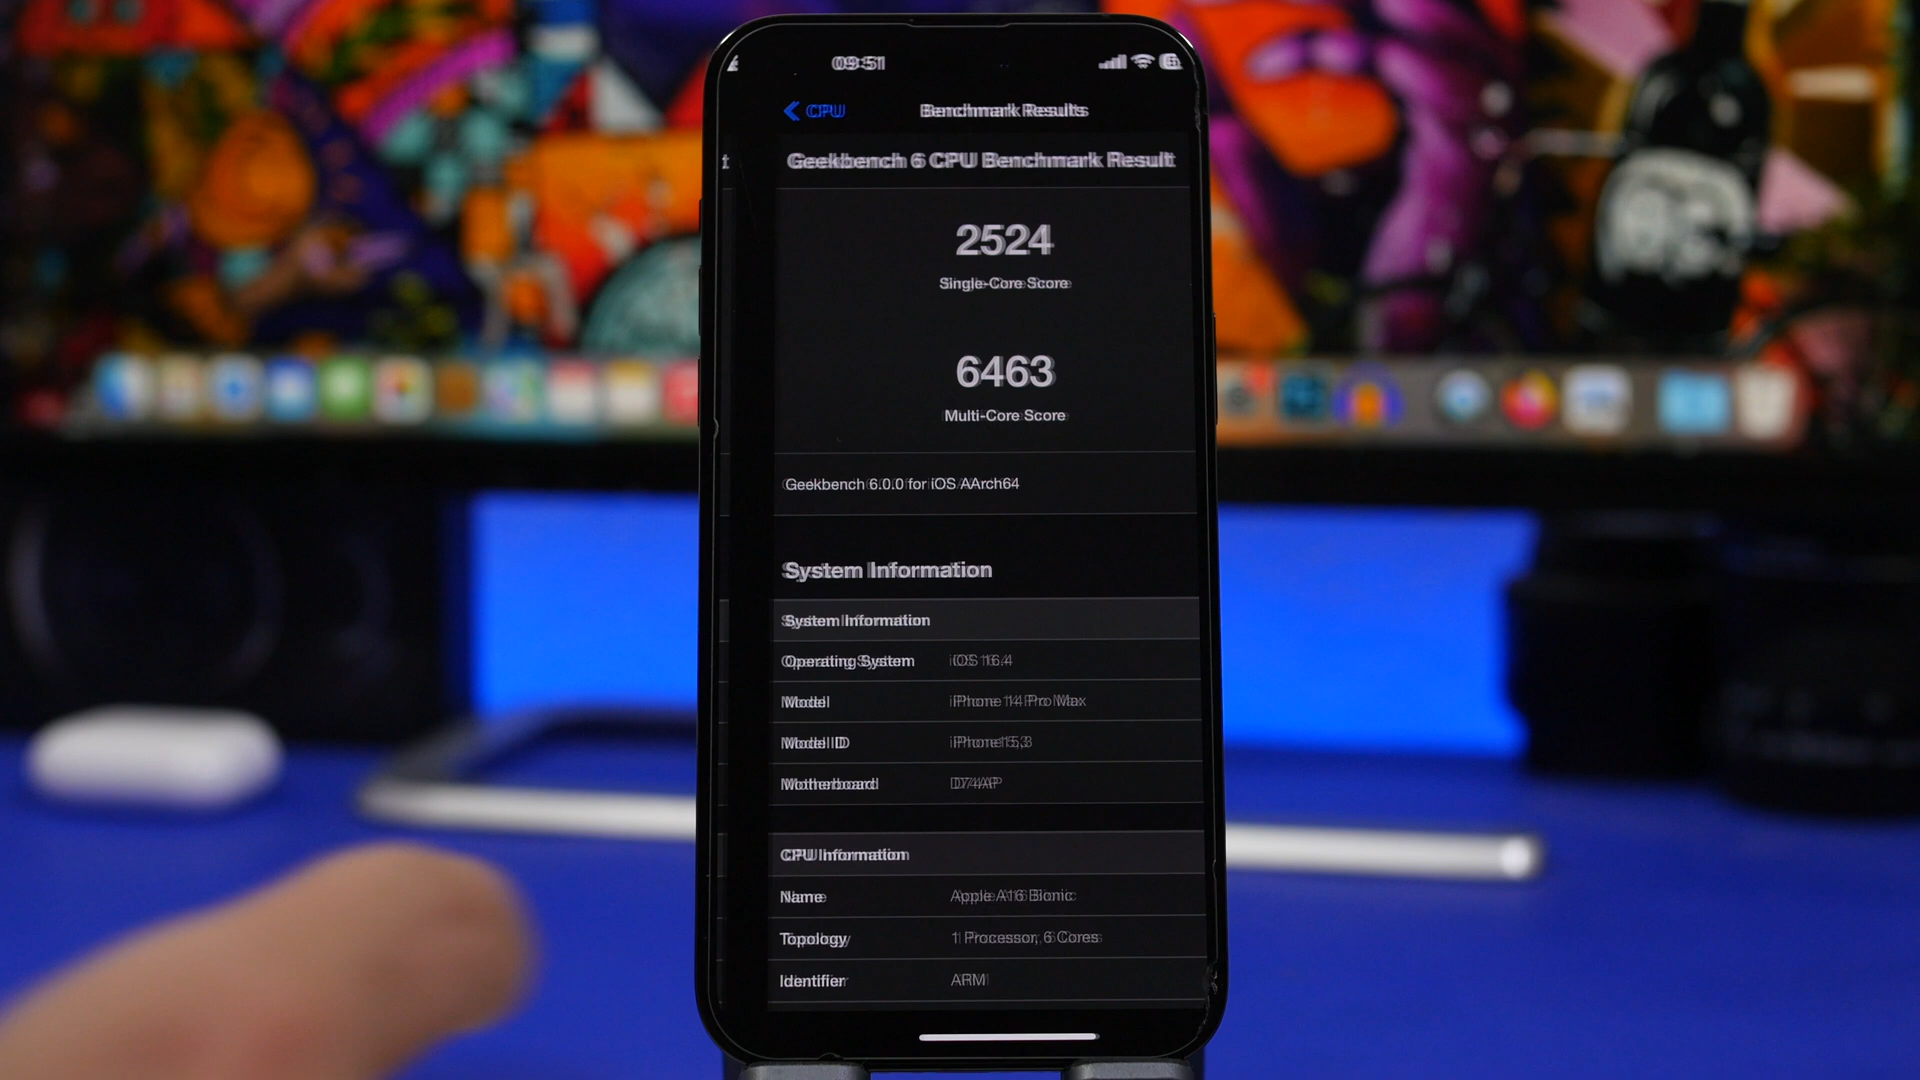 09:51
CPU
Benchmark Results
Geekbench 6 CPU Benchmark Result
2524
Single-Core Score
6463
Multi-Core Score
Geekbench 6.0.0 for iOS AArch64
System Information
System Information
Operating System iOS 16.4
Model iPhone 14 Pro Max
Model ID iPhone15,3
Motherboard D74AP
CPU Information
Name Apple A16 Bionic
Topology 1 Processor, 6 Cores
Identifier ARM